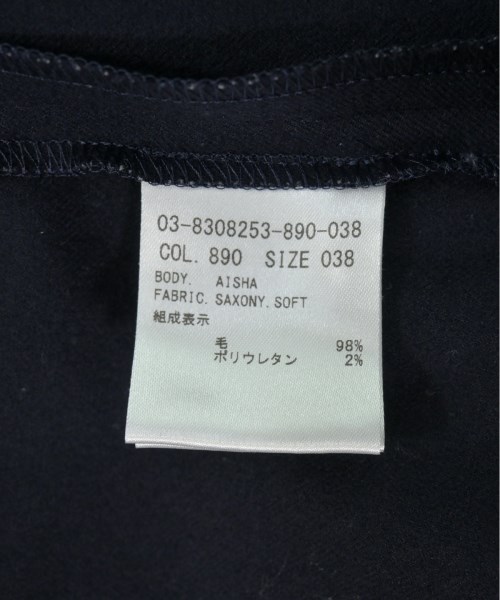 03-8308253-890-038
COL. 890 SIZE 038
BODY. AISHA
FABRIC. SAXONY. SOFT
組成表示
毛 98%
ポリウレタン 2%